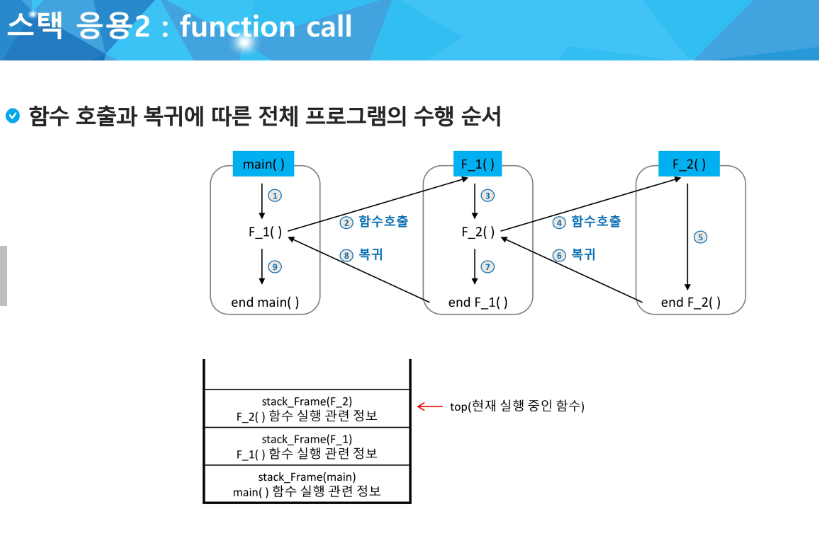 스택 응용2 : function call
함수 호출과 복귀에 따른 전체 프로그램의 수행 순서
main( )
F_1( )
F_2( )
①
③
F_1( )
② 함수호출
F_2( )
④ 함수호출
⑤
⑧ 복귀
⑥ 복귀
⑨
⑦
end main( )
end F_1( )
end F_2( )
stack_Frame(F_2)
F_2( ) 함수 실행 관련 정보
top(현재 실행 중인 함수)
stack_Frame(F_1)
F_1( ) 함수 실행 관련 정보
stack_Frame(main)
main( ) 함수 실행 관련 정보